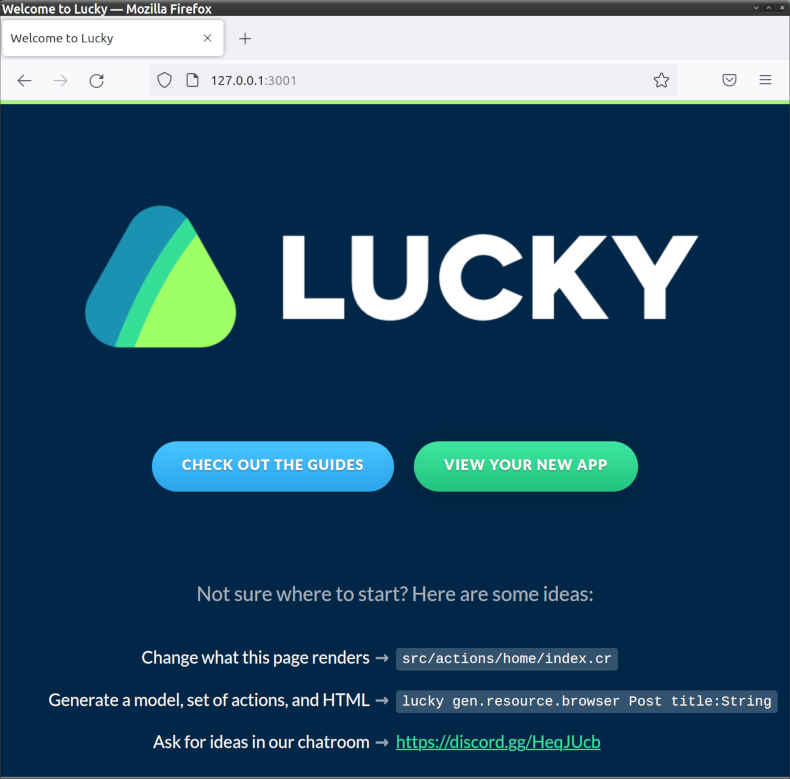 Welcome to Lucky — Mozilla Firefox
Welcome to Lucky
127.0.0.1:3001
LUCKY
CHECK OUT THE GUIDES
VIEW YOUR NEW APP
Not sure where to start? Here are some ideas:
Change what this page renders → src/actions/home/index.cr
Generate a model, set of actions, and HTML → lucky gen.resource.browser Post title:String
Ask for ideas in our chatroom → https://discord.gg/HeqJUcb